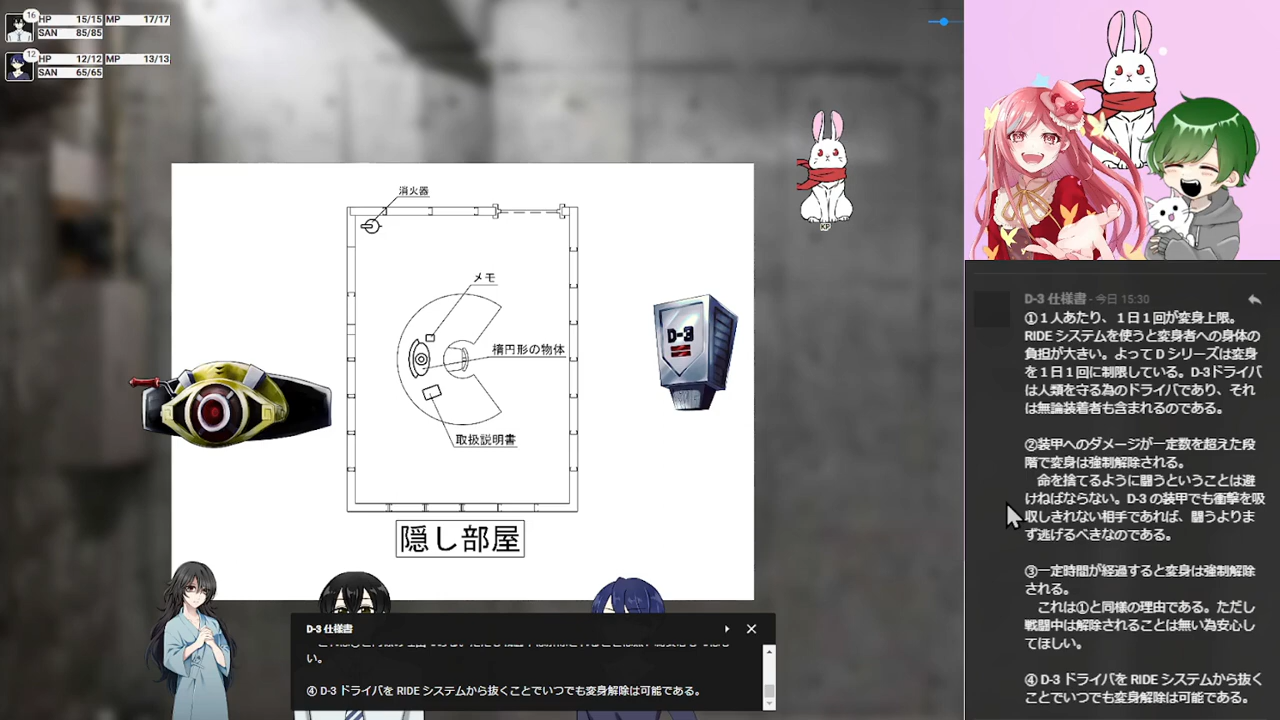 16
HP 15/15 MP 17/17
SAN 85/85
12
HP 12/12 MP 13/13
SAN 65/65
消火器
メモ
楕円形の物体
取扱説明書
隠し部屋
D-3
KP
D-3 仕様書
い。
④ D-3 ドライバを RIDE システムから抜くことでいつでも変身解除は可能である。
D-3 仕様書 - 今日 15:30
①１人あたり、１日１回が変身上限。
RIDE システムを使うと変身者への身体の
負担が大きい。よって D シリーズは変身
を１日１回に制限している。D-3ドライバ
は人類を守る為のドライバであり、それ
は無論装着者も含まれるのである。
②装甲へのダメージが一定数を超えた段
階で変身は強制解除される。
命を捨てるように闘うということは避
けねばならない。D-3 の装甲でも衝撃を吸
収しきれない相手であれば、闘うよりま
ず逃げるべきなのである。
③一定時間が経過すると変身は強制解除
される。
これは①と同様の理由である。ただし
戦闘中は解除されることは無い為安心し
てほしい。
④ D-3 ドライバを RIDE システムから抜く
ことでいつでも変身解除は可能である。